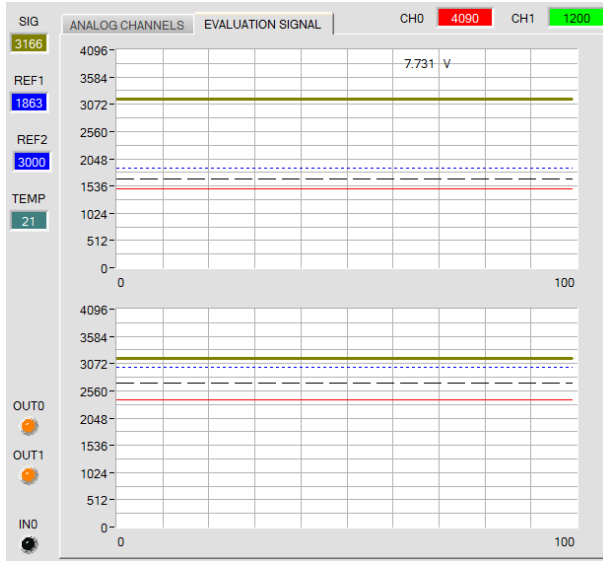 SIG
3166
REF1
1863
REF2
3000
TEMP
21
OUT0
OUT1
IN0
ANALOG CHANNELS EVALUATION SIGNAL CH0 4090 CH1 1200
7.731 V
4096
3584
3072
2560
2048
1536
1024
512
0
0 100
4096
3584
3072
2560
2048
1536
1024
512
0
0 100